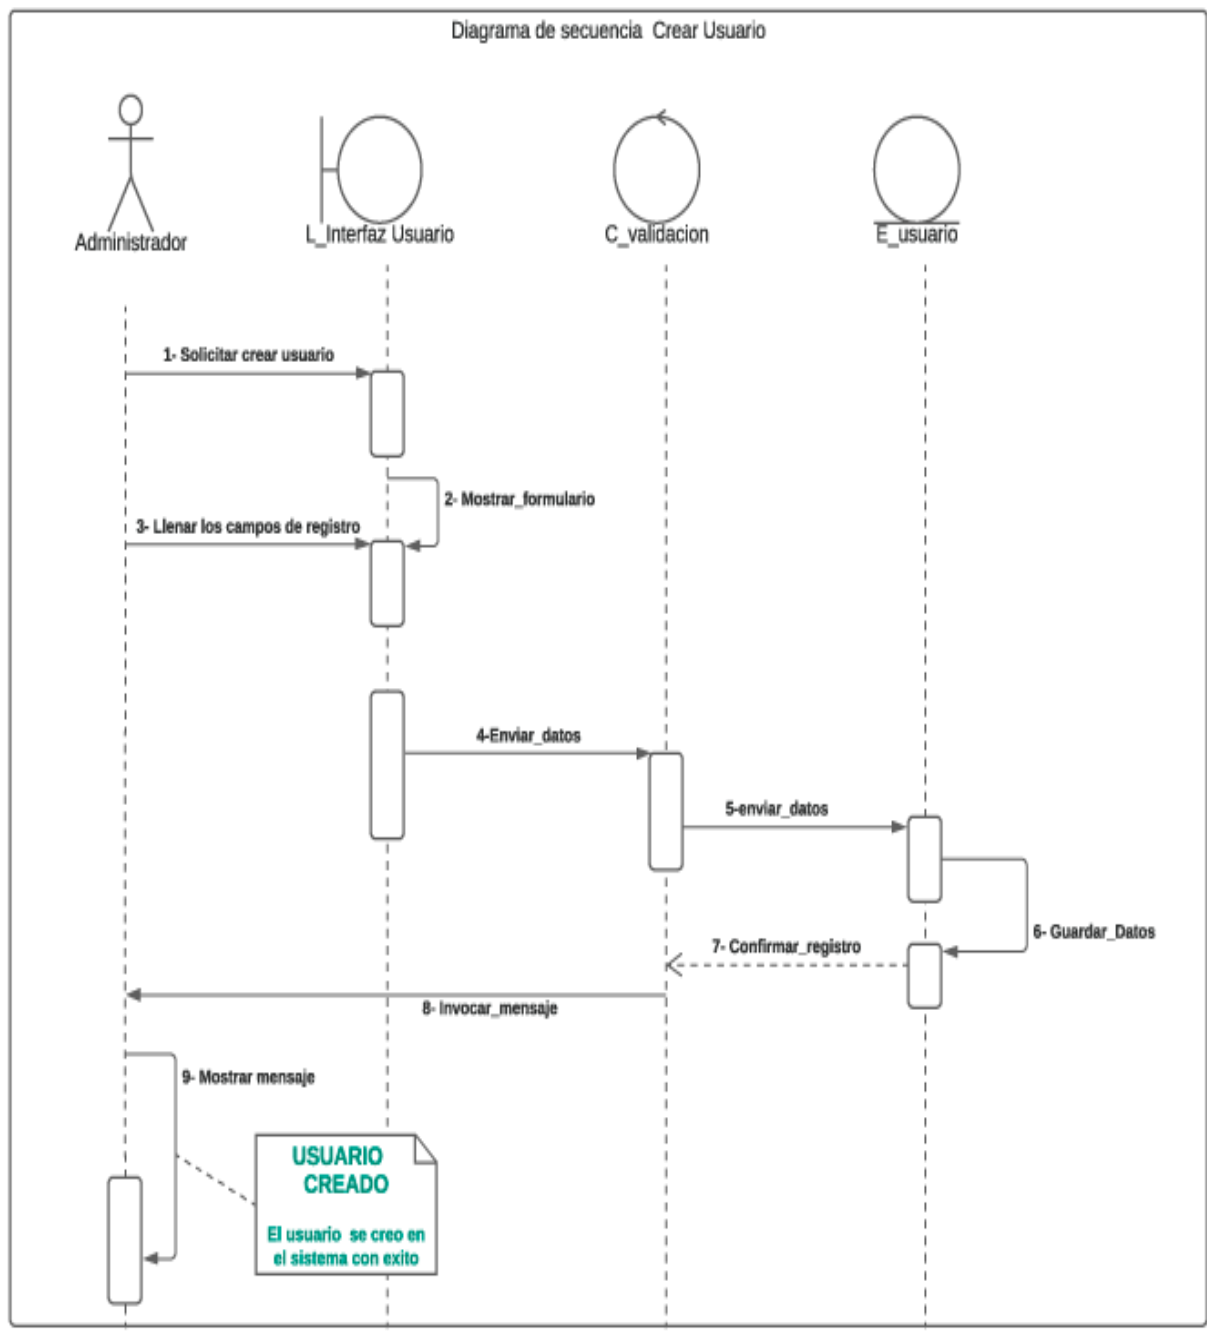 Diagrama de secuencia Crear Usuario
Administrador
L_Interfaz Usuario
C_validacion
E_usuario
1- Solicitar crear usuario
2- Mostrar_formulario
3- Llenar los campos de registro
4-Enviar_datos
5-enviar_datos
6- Guardar_Datos
7- Confirmar_registro
8- Invocar_mensaje
9- Mostrar mensaje
USUARIO
CREADO
El usuario se creo en
el sistema con exito